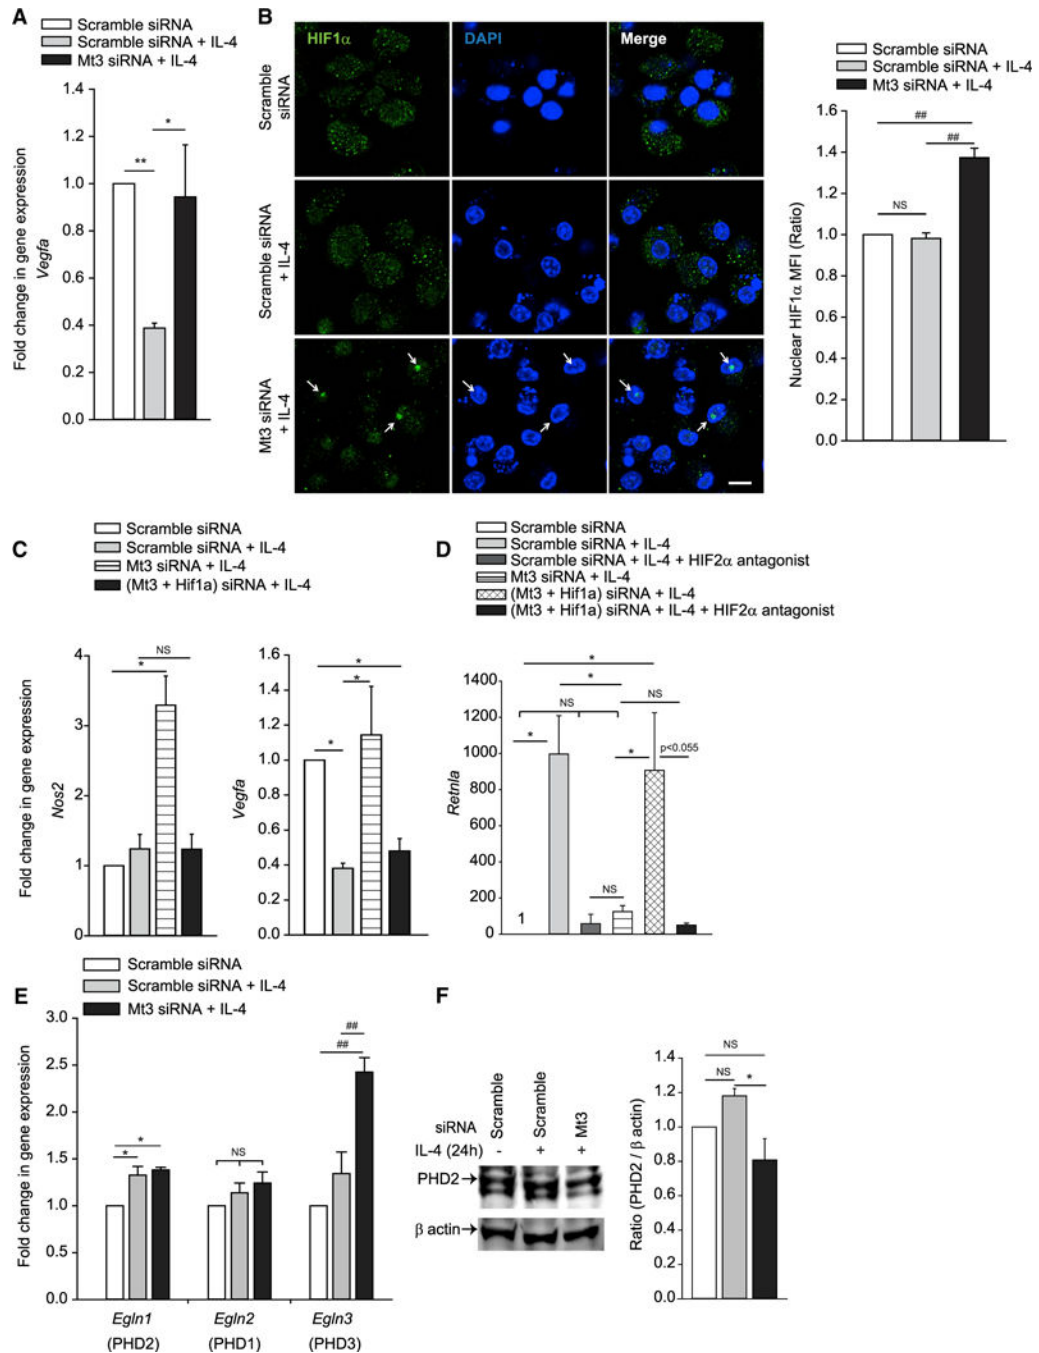 A
Scramble siRNA
Scramble siRNA + IL-4
Mt3 siRNA + IL-4
Fold change in gene expression
Vegfa
1.4
1.2
1.0
0.8
0.6
0.4
0.2
0.0
**
*
B
HIF1α
DAPI
Merge
Scramble
siRNA
Scramble siRNA
+ IL-4
Mt3 siRNA
+ IL-4
Scramble siRNA
Scramble siRNA + IL-4
Mt3 siRNA + IL-4
Nuclear HIF1α MFI (Ratio)
1.6
1.4
1.2
1.0
0.8
0.6
0.4
0.2
0.0
##
##
NS
C
Scramble siRNA
Scramble siRNA + IL-4
Mt3 siRNA + IL-4
(Mt3 + Hif1a) siRNA + IL-4
Fold change in gene expression
Nos2
4
3
2
1
0
NS
*
Vegfa
1.6
1.4
1.2
1.0
0.8
0.6
0.4
0.2
0.0
*
*
*
D
Scramble siRNA
Scramble siRNA + IL-4
Scramble siRNA + IL-4 + HIF2α antagonist
Mt3 siRNA + IL-4
(Mt3 + Hif1a) siRNA + IL-4
(Mt3 + Hif1a) siRNA + IL-4 + HIF2α antagonist
Retnla
1400
1200
1000
800
600
400
200
0
*
*
NS
NS
*
*
p<0.055
NS
1
E
Scramble siRNA
Scramble siRNA + IL-4
Mt3 siRNA + IL-4
Fold change in gene expression
3.0
2.5
2.0
1.5
1.0
0.5
0.0
*
*
NS
##
##
Egln1
(PHD2)
Egln2
(PHD1)
Egln3
(PHD3)
F
siRNA
Scramble
Scramble
Mt3
IL-4 (24h)
- + +
PHD2
β actin
Ratio (PHD2 / β actin)
1.4
1.2
1.0
0.8
0.6
0.4
0.2
0.0
NS
NS
*